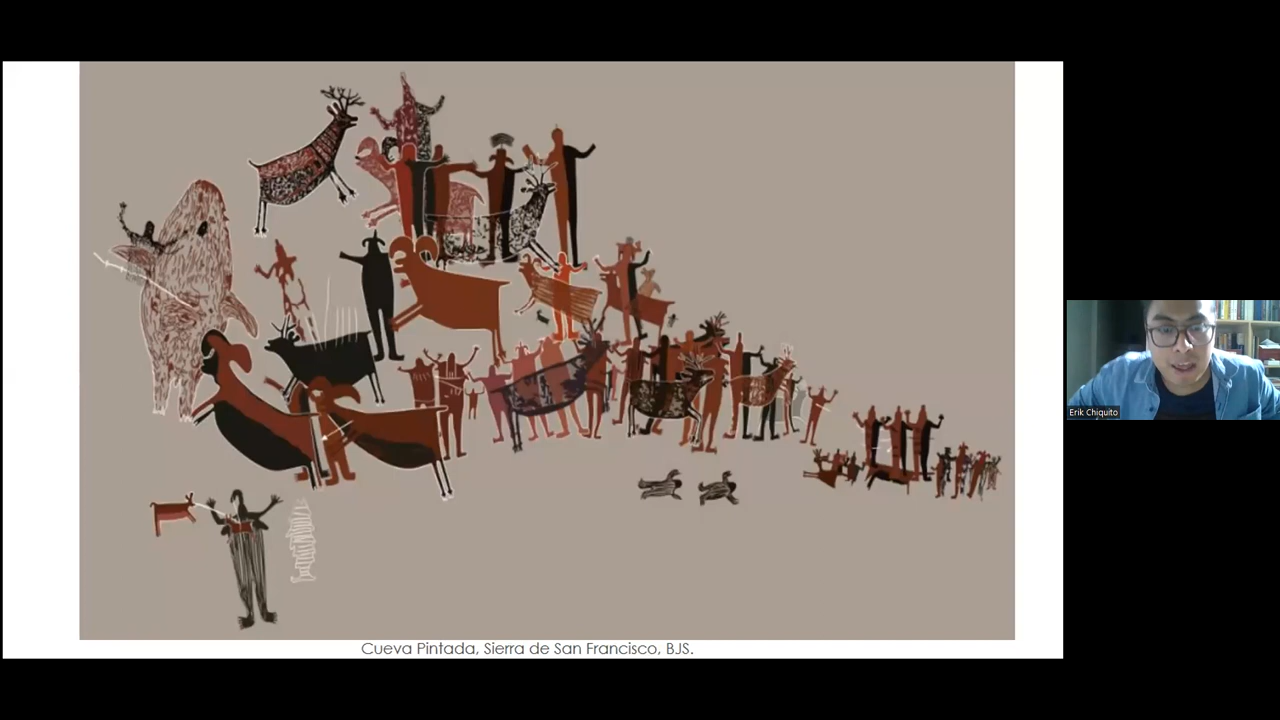 Cueva Pintada, Sierra de San Francisco, BJS.
Erik Chiquito